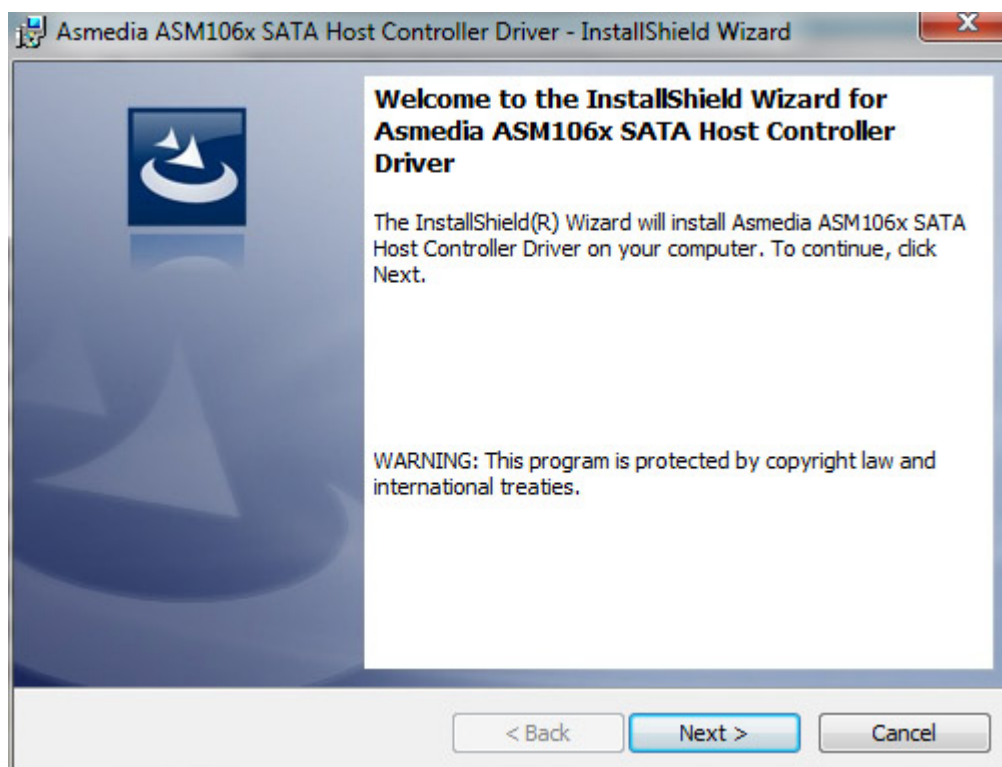 Asmedia ASM106x SATA Host Controller Driver - InstallShield Wizard
X
Welcome to the InstallShield Wizard for
Asmedia ASM106x SATA Host Controller
Driver
The InstallShield(R) Wizard will install Asmedia ASM106x SATA
Host Controller Driver on your computer. To continue, click
Next.
WARNING: This program is protected by copyright law and
international treaties.
< Back Next > Cancel